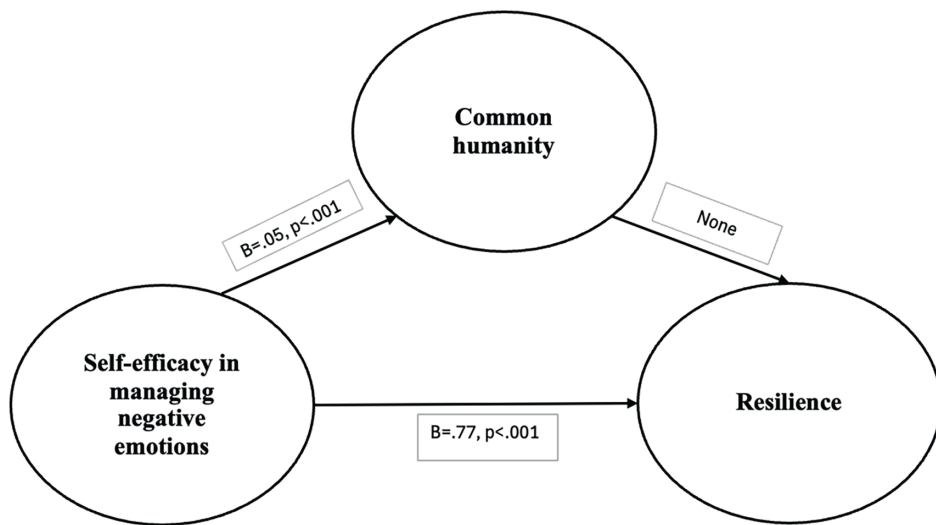 Common
humanity
B=.05, p<.001
None
Self-efficacy in
managing
negative
emotions
B=.77, p<.001
Resilience